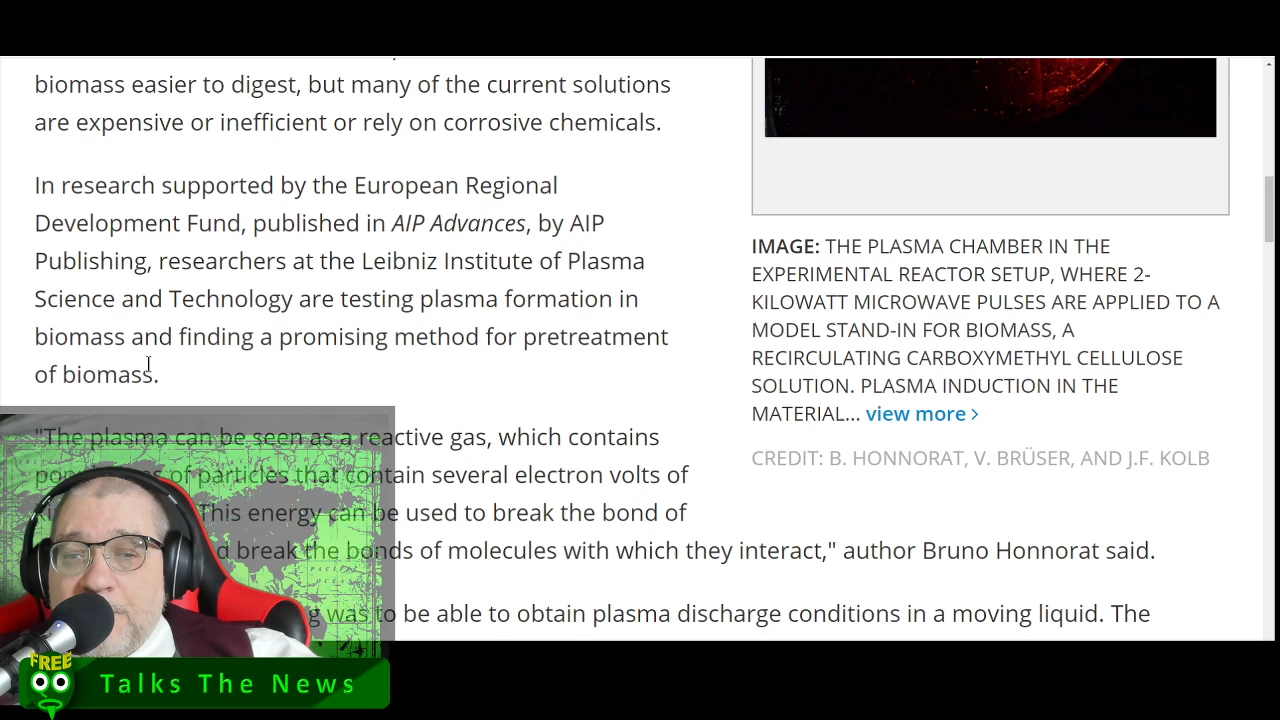 biomass easier to digest, but many of the current solutions
are expensive or inefficient or rely on corrosive chemicals.
In research supported by the European Regional
Development Fund, published in AIP Advances, by AIP
Publishing, researchers at the Leibniz Institute of Plasma
Science and Technology are testing plasma formation in
biomass and finding a promising method for pretreatment
of biomass.
"The plasma can be seen as a reactive gas, which contains
of particles that contain several electron volts of
This energy can be used to break the bond of
break the bonds of molecules with which they interact," author Bruno Honnorat said.
was to be able to obtain plasma discharge conditions in a moving liquid. The
IMAGE: THE PLASMA CHAMBER IN THE
EXPERIMENTAL REACTOR SETUP, WHERE 2-
KILOWATT MICROWAVE PULSES ARE APPLIED TO A
MODEL STAND-IN FOR BIOMASS, A
RECIRCULATING CARBOXYMETHYL CELLULOSE
SOLUTION. PLASMA INDUCTION IN THE
MATERIAL... view more >
CREDIT: B. HONNORAT, V. BRÜSER, AND J.F. KOLB
FREE
Talks The News